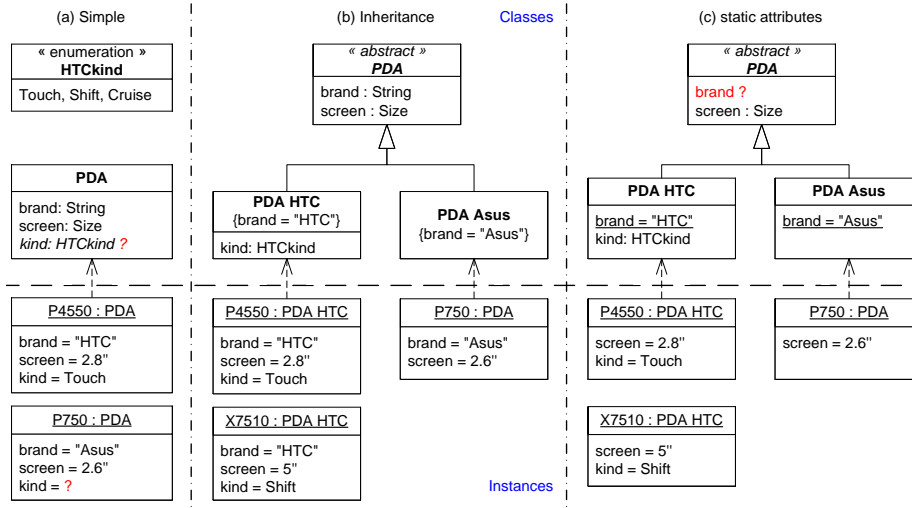 (a) Simple
« enumeration »
HTCkind
Touch, Shift, Cruise
PDA
brand: String
screen: Size
kind: HTCkind ?
P4550 : PDA
brand = "HTC"
screen = 2.8"
kind = Touch
P750 : PDA
brand = "Asus"
screen = 2.6"
kind = ?
(b) Inheritance
Classes
« abstract »
PDA
brand : String
screen : Size
PDA HTC
{brand = "HTC"}
kind: HTCkind
PDA Asus
{brand = "Asus"}
P4550 : PDA HTC
brand = "HTC"
screen = 2.8"
kind = Touch
P750 : PDA
brand = "Asus"
screen = 2.6"
X7510 : PDA HTC
brand = "HTC"
screen = 5"
kind = Shift
Instances
(c) static attributes
« abstract »
PDA
brand ?
screen : Size
PDA HTC
brand = "HTC"
kind: HTCkind
PDA Asus
brand = "Asus"
P4550 : PDA HTC
screen = 2.8"
kind = Touch
P750 : PDA
screen = 2.6"
X7510 : PDA HTC
screen = 5"
kind = Shift